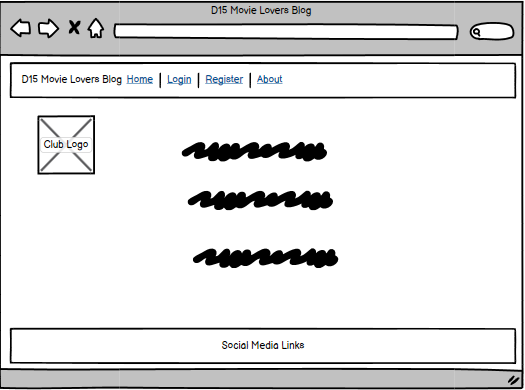 D15 Movie Lovers Blog
D15 Movie Lovers Blog Home | Login | Register | About
Club Logo
Social Media Links